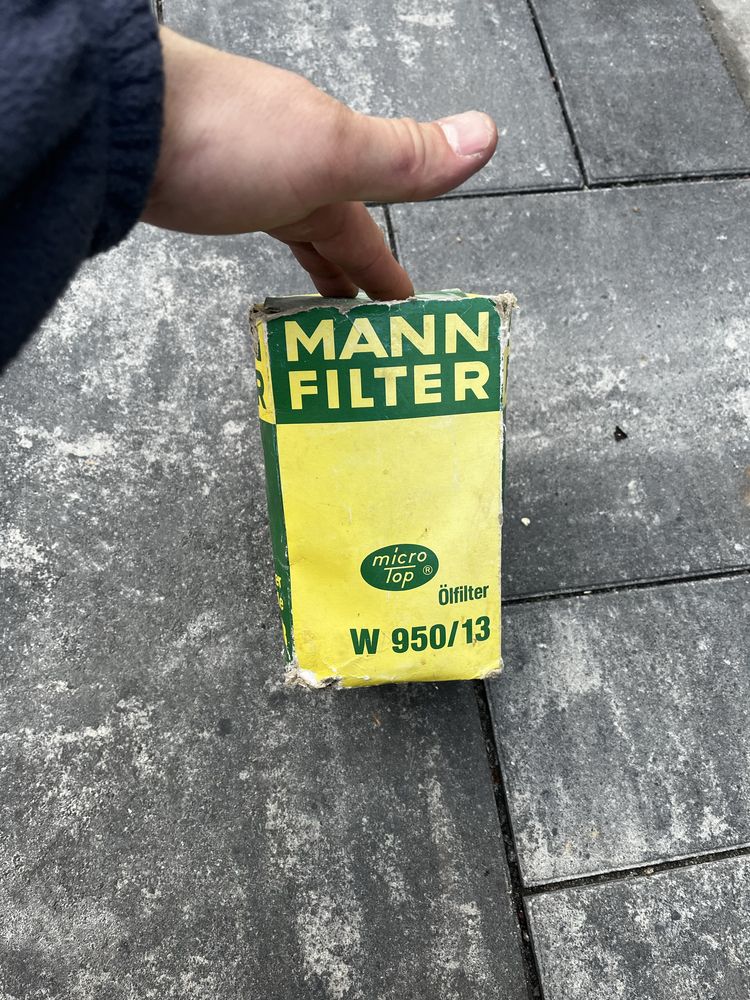 MANN
FILTER
micro
Top ®
Ölfilter
W 950/13